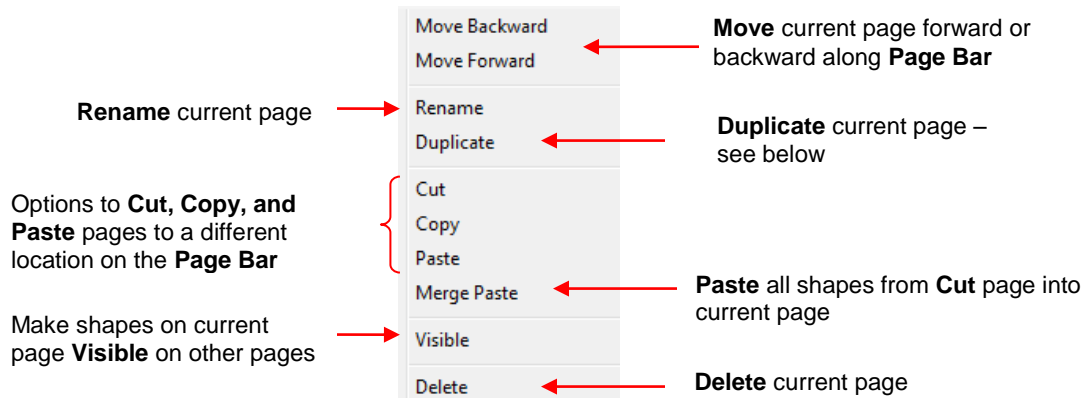 Move Backward
Move Forward
Move current page forward or
backward along Page Bar
Rename current page
Rename
Duplicate
Duplicate current page –
see below
Options to Cut, Copy, and
Paste pages to a different
location on the Page Bar
Cut
Copy
Paste
Merge Paste
Paste all shapes from Cut page into
current page
Make shapes on current
page Visible on other pages
Visible
Delete
Delete current page